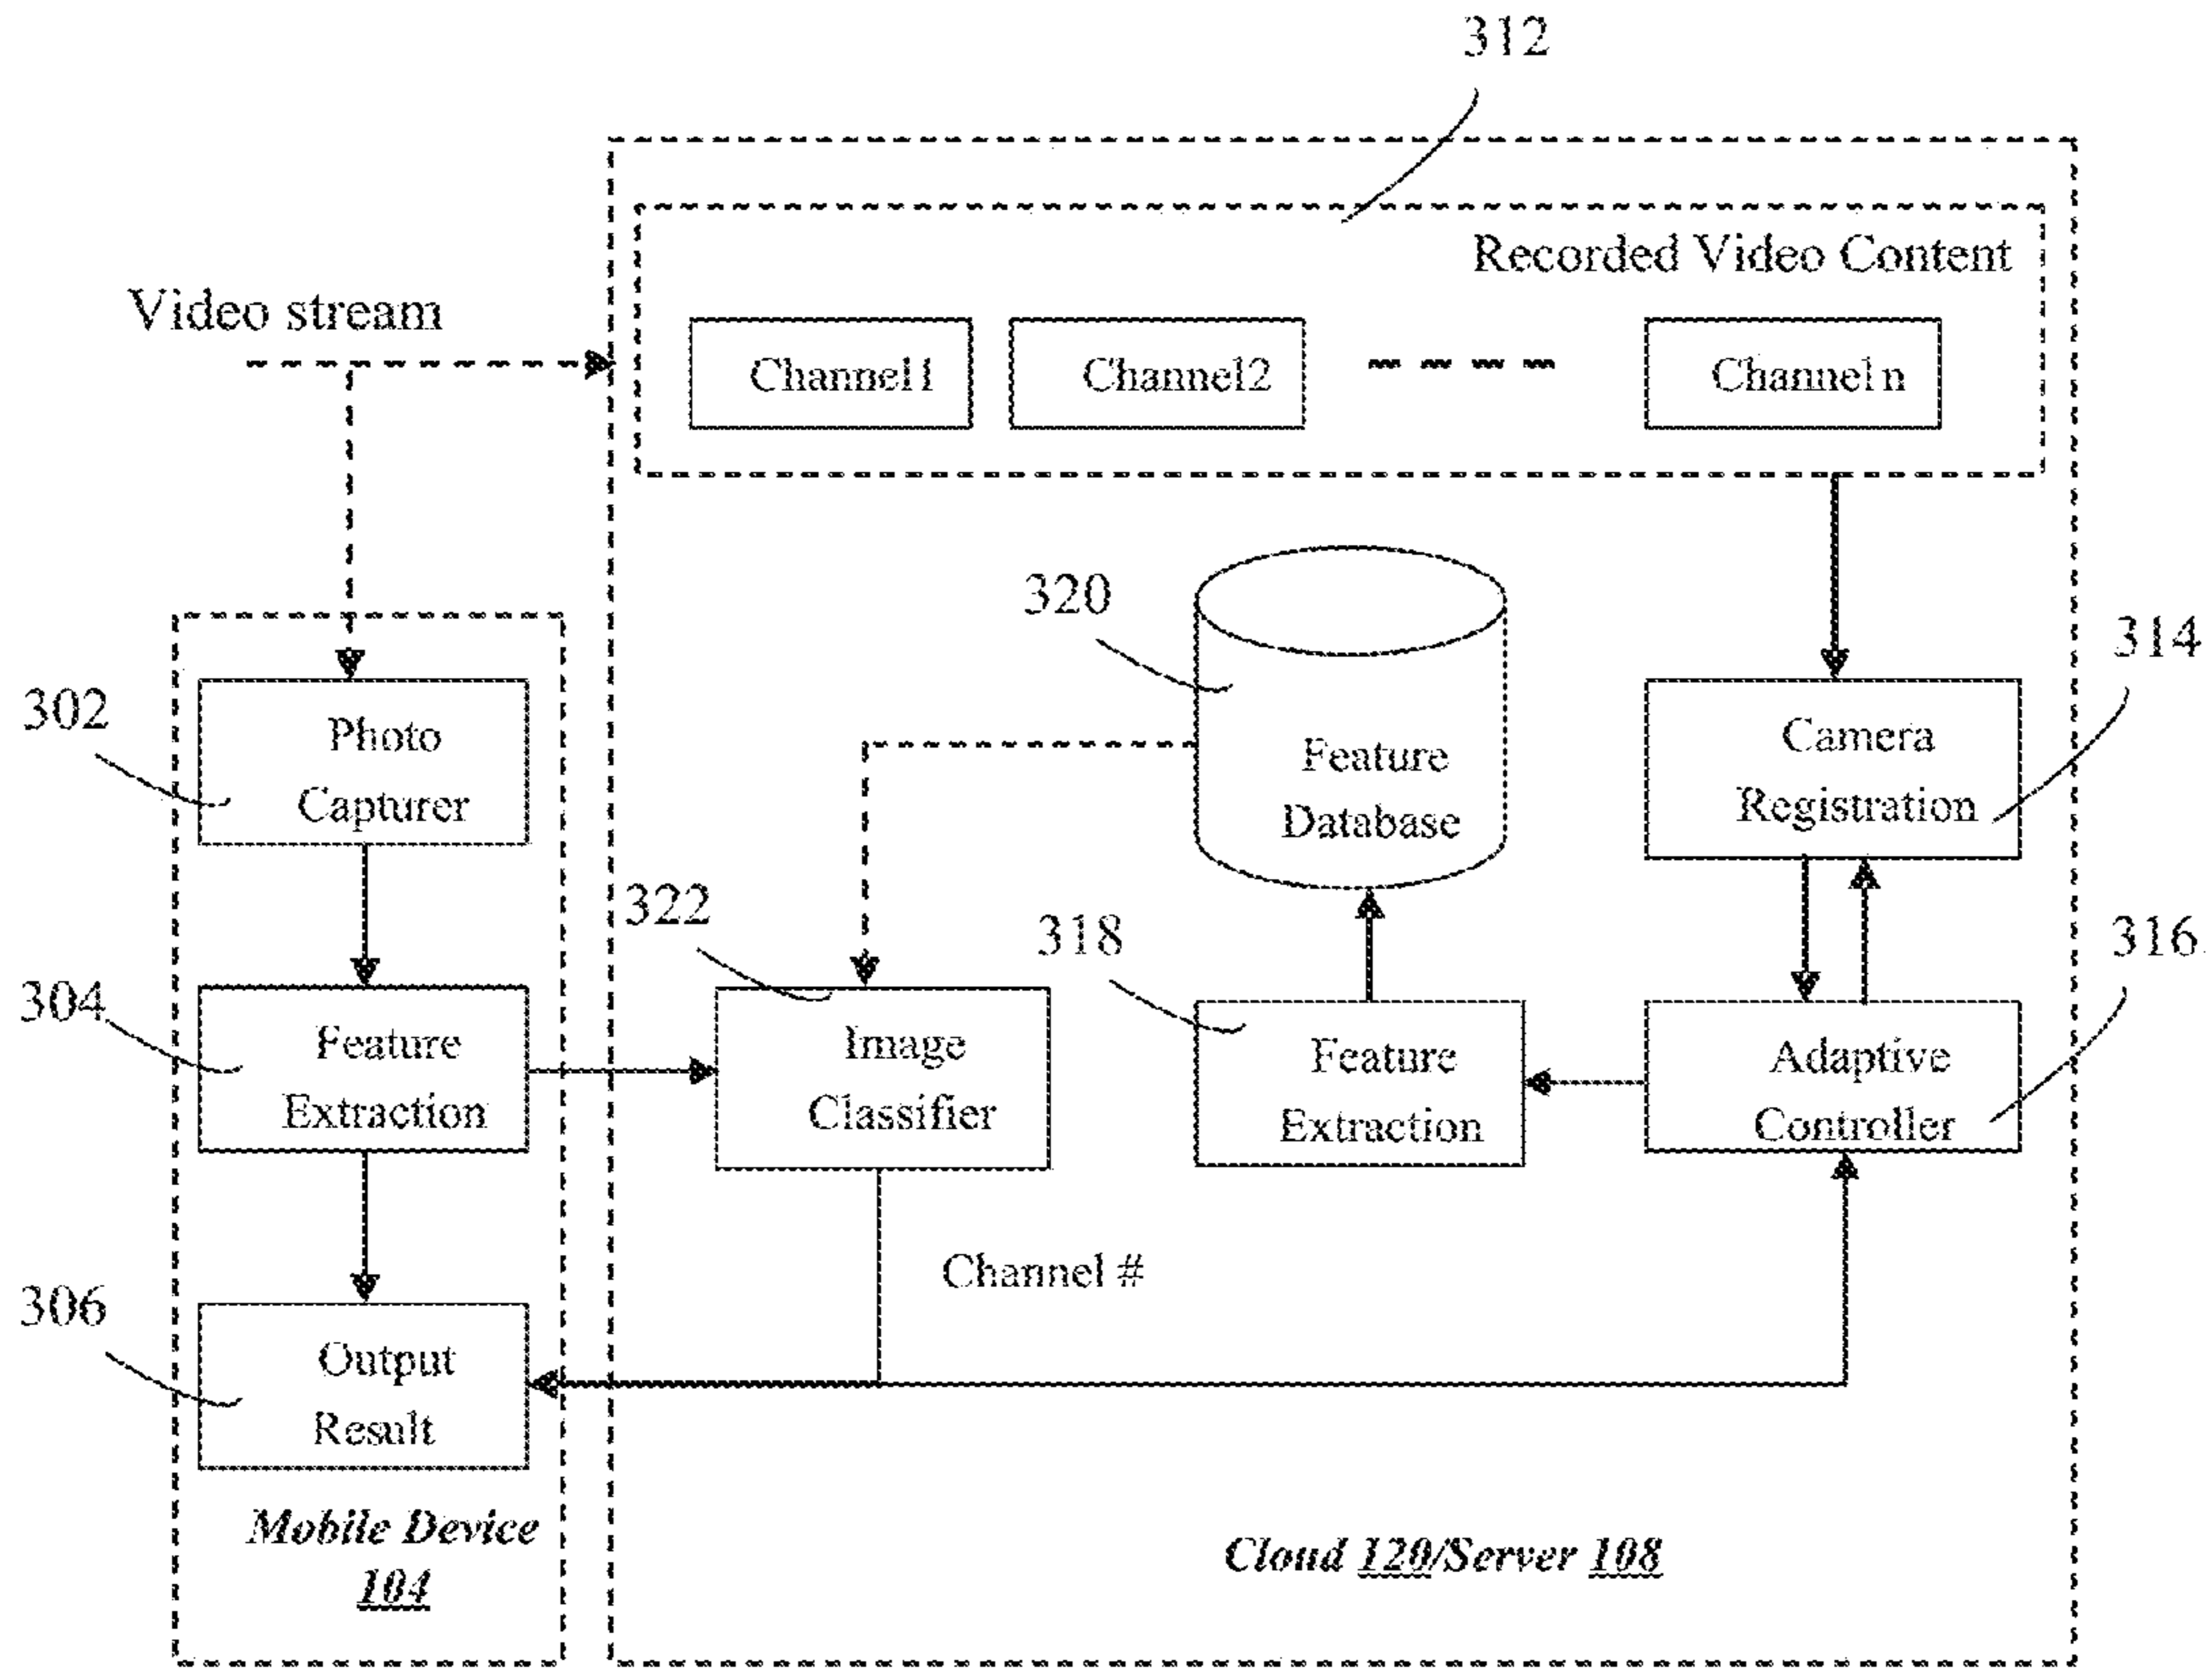 312
Recorded Video Content
Video stream
Channel1
Channel2
Channel n
320
314
302
Photo
Capturer
Feature
Database
Camera
Registration
322
318
316
304
Feature
Extraction
Image
Classifier
Feature
Extraction
Adaptive
Controller
Channel #
306
Output
Result
Mobile Device
104
Cloud 120/Server 108